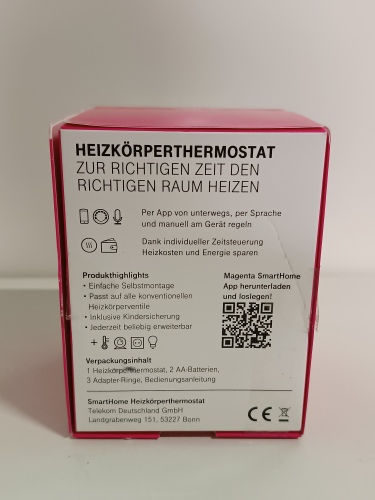 HEIZKÖRPERTHERMOSTAT
ZUR RICHTIGEN ZEIT DEN
RICHTIGEN RAUM HEIZEN
Per App von unterwegs, per Sprache
und manuell am Gerät regeln
Dank individueller Zeitsteuerung
Heizkosten und Energie sparen
Produkthighlights
• Einfache Selbstmontage
• Passt auf alle konventionellen
Heizkörperventile
• Inklusive Kindersicherung
• Jederzeit beliebig erweiterbar
+
Magenta SmartHome
App herunterladen
und loslegen!
Verpackungsinhalt
1 Heizkörperthermostat, 2 AA-Batterien,
3 Adapter-Ringe, Bedienungsanleitung
SmartHome Heizkörperthermostat
Telekom Deutschland GmbH
Landgrabenweg 151, 53227 Bonn
CE